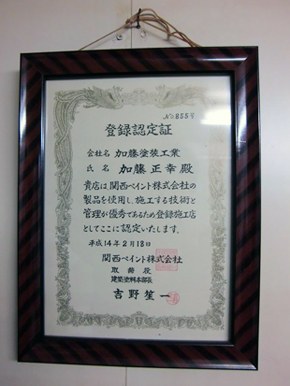 登録認定証
会社名 加藤塗装工業
氏名 加藤正幸殿
貴店は関西ペイント株式会社の
製品を使用し、施工する技術と
管理が優秀であるため登録施工店
としてここに認定いたします。
平成14年2月13日
関西ペイント株式会社
取締役
建築塗料本部長
吉野笙一